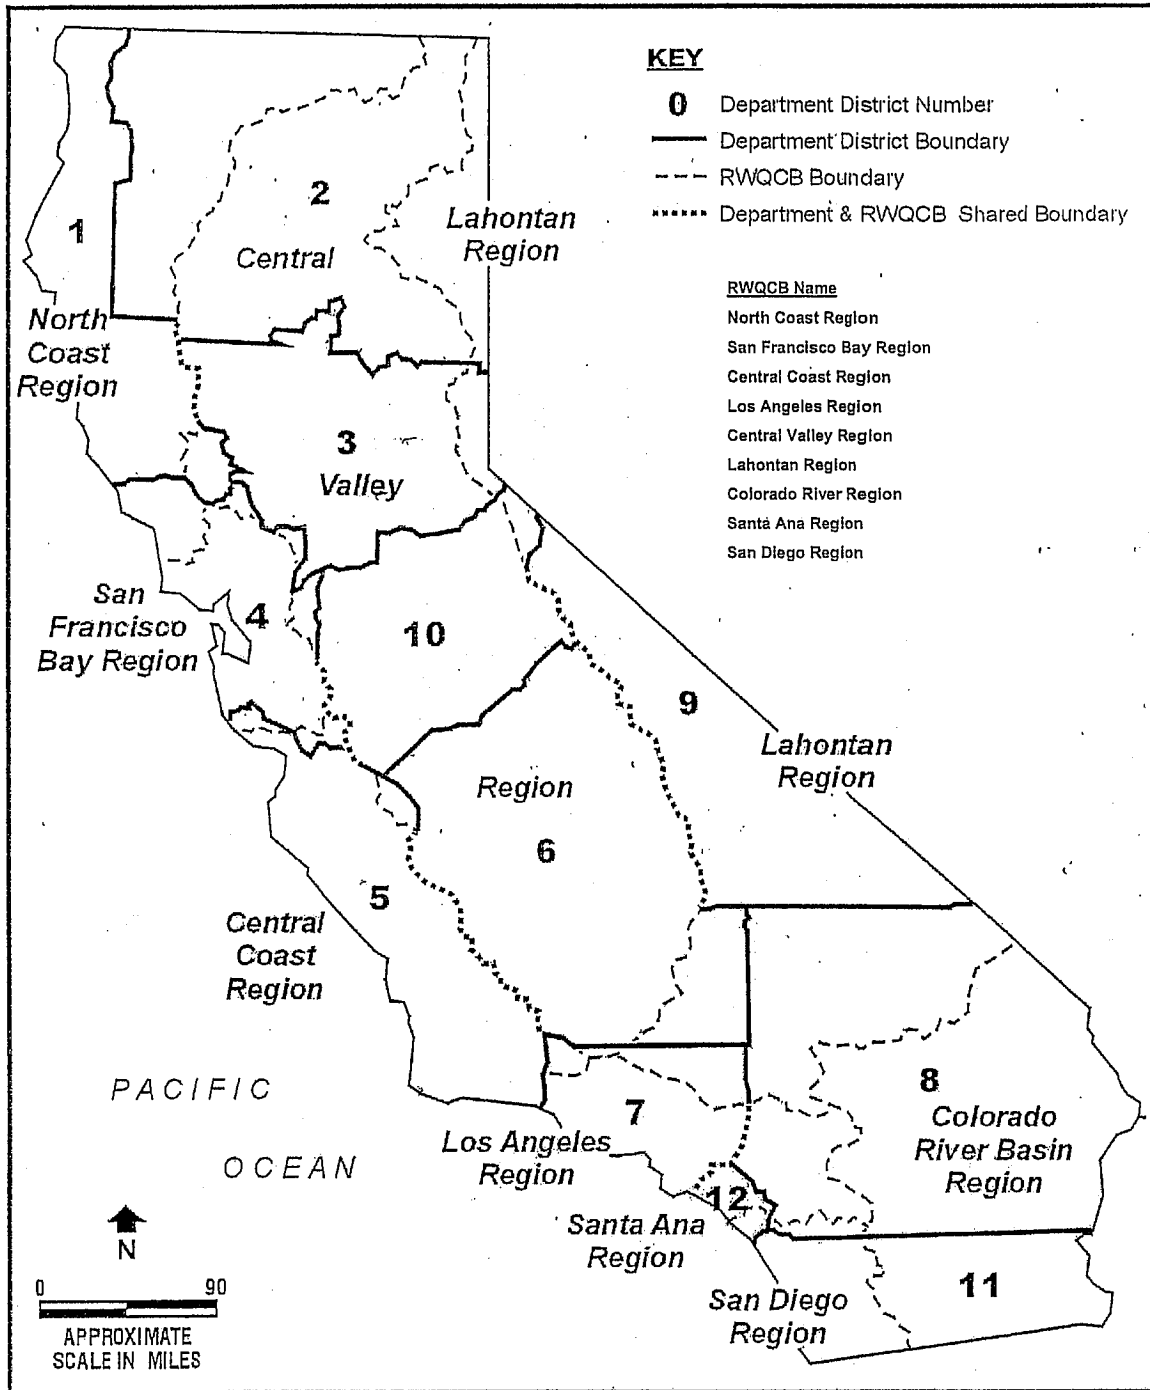 KEY
0 Department District Number
Department District Boundary
RWQCB Boundary
Department & RWQCB Shared Boundary
RWQCB Name
North Coast Region
San Francisco Bay Region
Central Coast Region
Los Angeles Region
Central Valley Region
Lahontan Region
Colorado River Region
Santa Ana Region
San Diego Region
1
2
Central
Lahontan
Region
North
Coast
Region
3
Valley
San
Francisco
Bay Region
4
10
9
Lahontan
Region
Region
6
5
Central
Coast
Region
PACIFIC
OCEAN
8
Colorado
River Basin
Region
7
Los Angeles
Region
12
Santa Ana
Region
11
San Diego
Region
N
0 90
APPROXIMATE
SCALE IN MILES